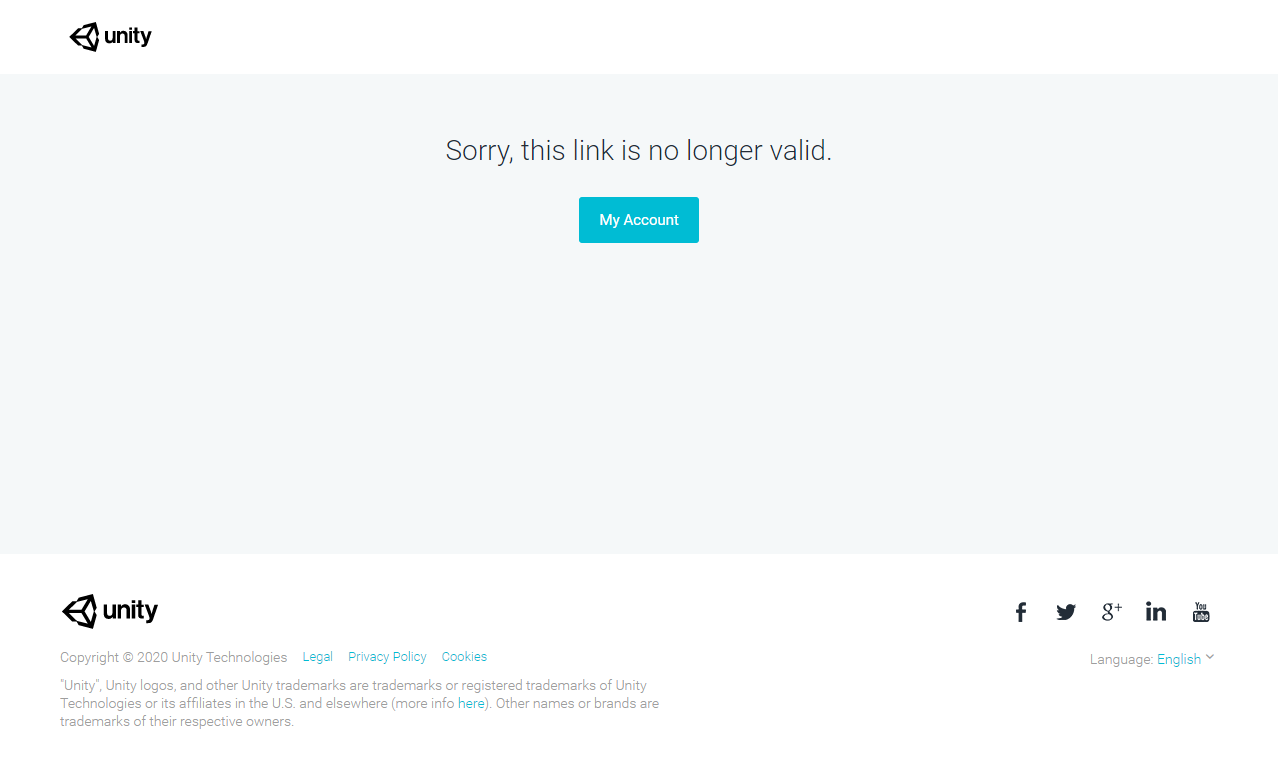 unity
Sorry, this link is no longer valid.
My Account
unity
Copyright © 2020 Unity Technologies Legal Privacy Policy Cookies
Language: English
"Unity", Unity logos, and other Unity trademarks are trademarks or registered trademarks of Unity
Technologies or its affiliates in the U.S. and elsewhere (more info here). Other names or brands are
trademarks of their respective owners.